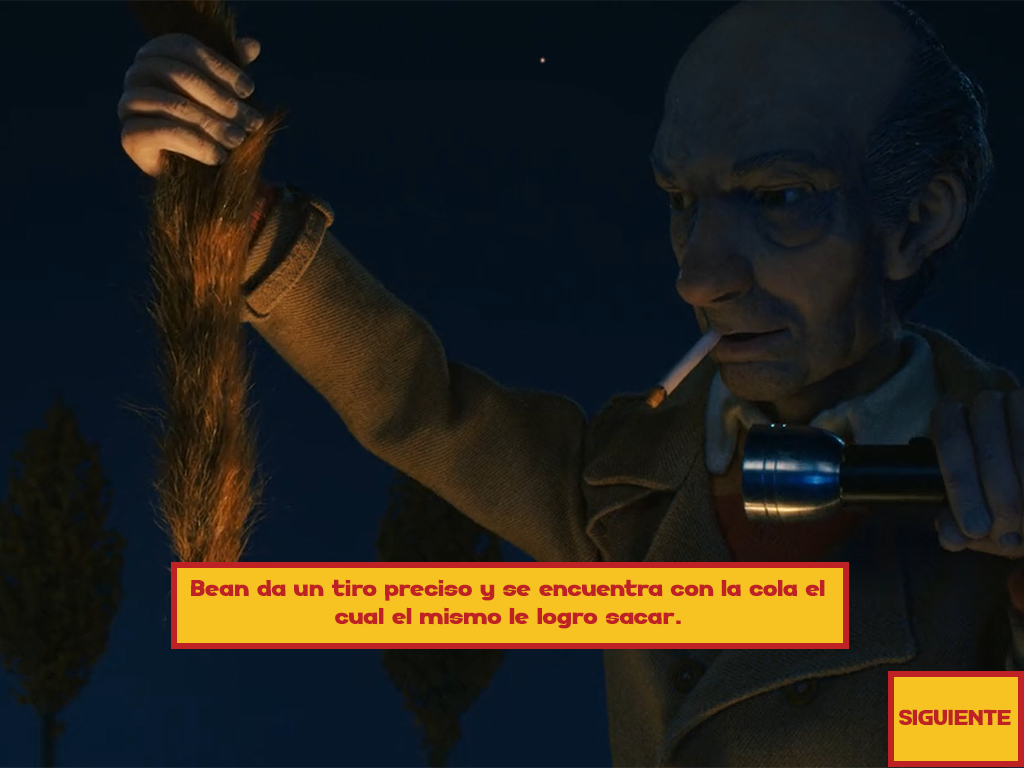 Bean da un tiro preciso y se encuentra con la cola el
cual el mismo le logro sacar.
SIGUIENTE